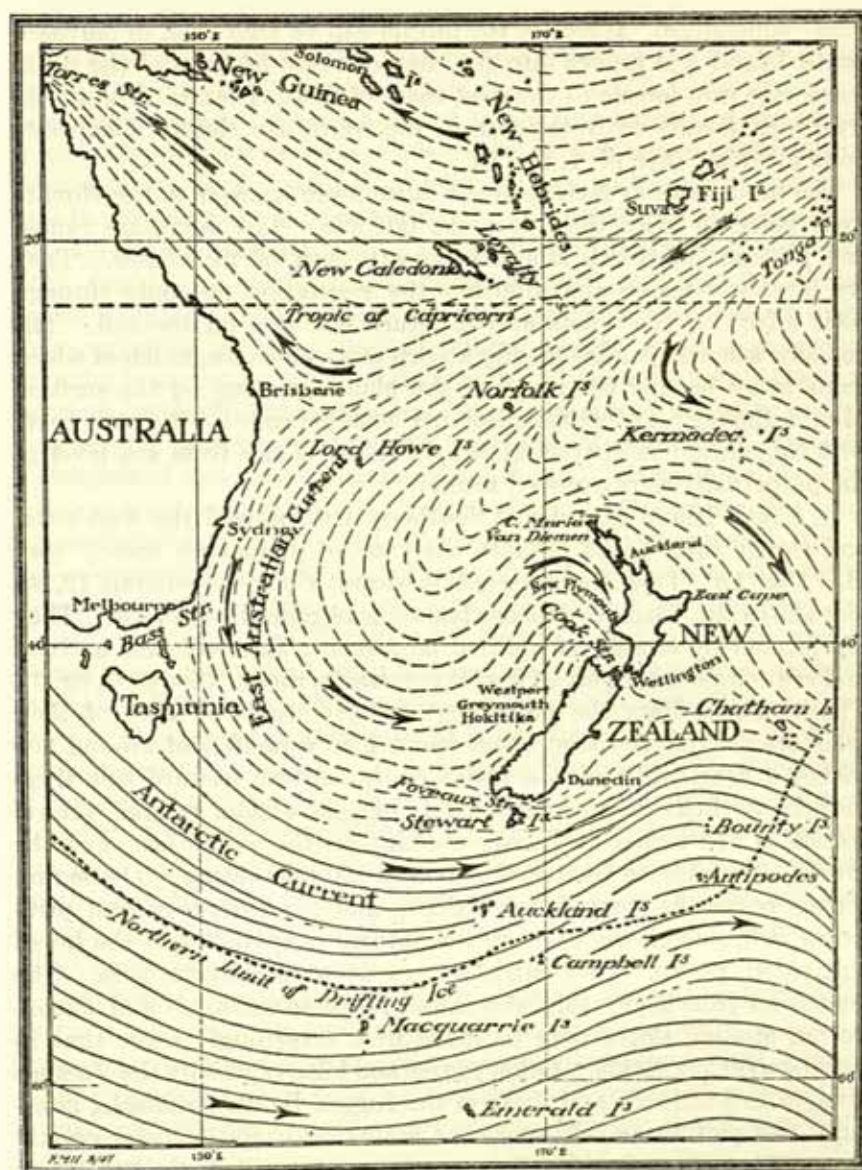 150°E
170°E
Torres Str.
New Guinea
Solomon Is
New Hebrides
Fiji Is
Suva
Tonga Is
20°
Loyalty
New Caledonia
Tropic of Capricorn
Brisbane
Norfolk Is
AUSTRALIA
Lord Howe Is
Kermadec Is
Sydney
East Australian Current
C. Maria
Van Diemen
Auckland
New Plymouth
East Cape
Melbourne
Bass Str.
Cook Str.
NEW
40°
40
Wellington
Tasmania
Westport
Greymouth
Hokitika
Chatham Is
ZEALAND
Foveaux Str.
Dunedin
Stewart Is
Antarctic Current
Bounty Is
Antipodes
Auckland Is
Northern Limit of Drifting Ice
Campbell Is
Macquarrie Is
Emerald Is
150°E
170°E